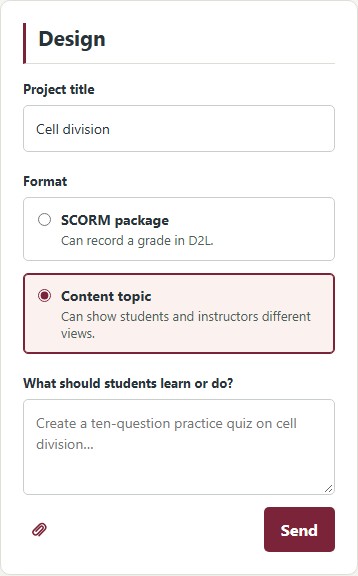 Design
Project title
Cell division
Format
SCORM package
Can record a grade in D2L.
Content topic
Can show students and instructors different
views.
What should students learn or do?
Create a ten-question practice quiz on cell
division...
Send